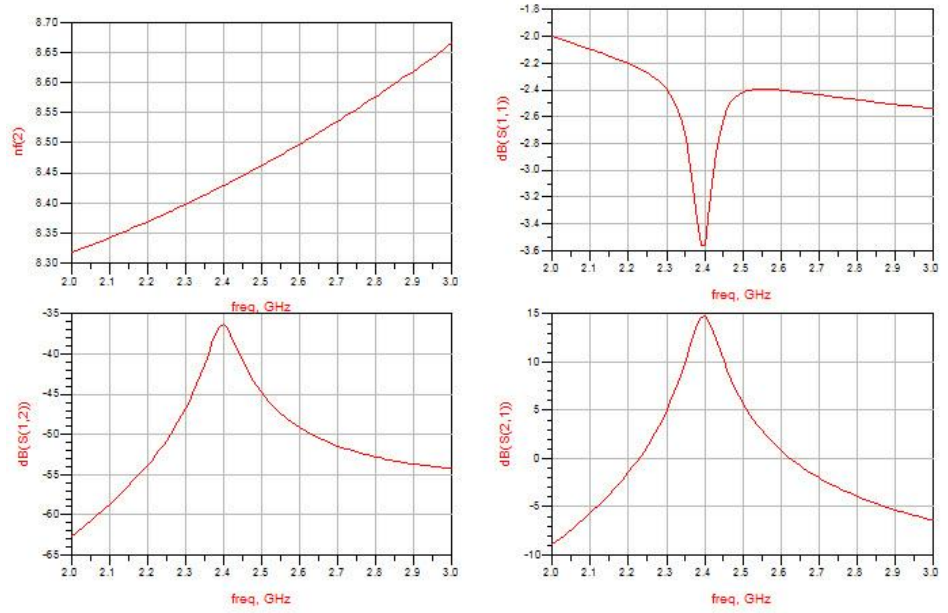 8.70
8.65
8.60
8.55
8.50
8.45
8.40
8.35
8.30
nf(2)
2.0 2.1 2.2 2.3 2.4 2.5 2.6 2.7 2.8 2.9 3.0
freq, GHz
-1.8
-2.0
-2.2
-2.4
-2.6
-2.8
-3.0
-3.2
-3.4
-3.6
dB(S(1,1))
2.0 2.1 2.2 2.3 2.4 2.5 2.6 2.7 2.8 2.9 3.0
freq, GHz
-35
-40
-45
-50
-55
-60
-65
dB(S(1,2))
2.0 2.1 2.2 2.3 2.4 2.5 2.6 2.7 2.8 2.9 3.0
freq, GHz
15
10
5
0
-5
-10
dB(S(2,1))
2.0 2.1 2.2 2.3 2.4 2.5 2.6 2.7 2.8 2.9 3.0
freq, GHz